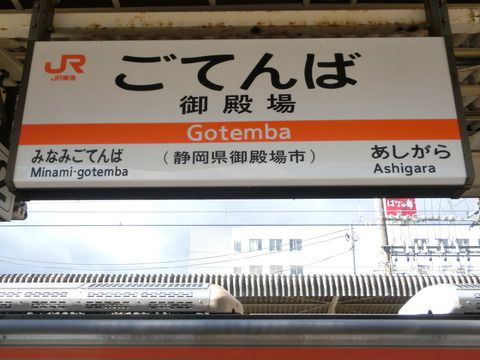 JR
JR東海
ごてんば
御殿場
Gotemba
みなみごてんば
Minami-gotemba
（静岡県御殿場市）
あしがら
Ashigara